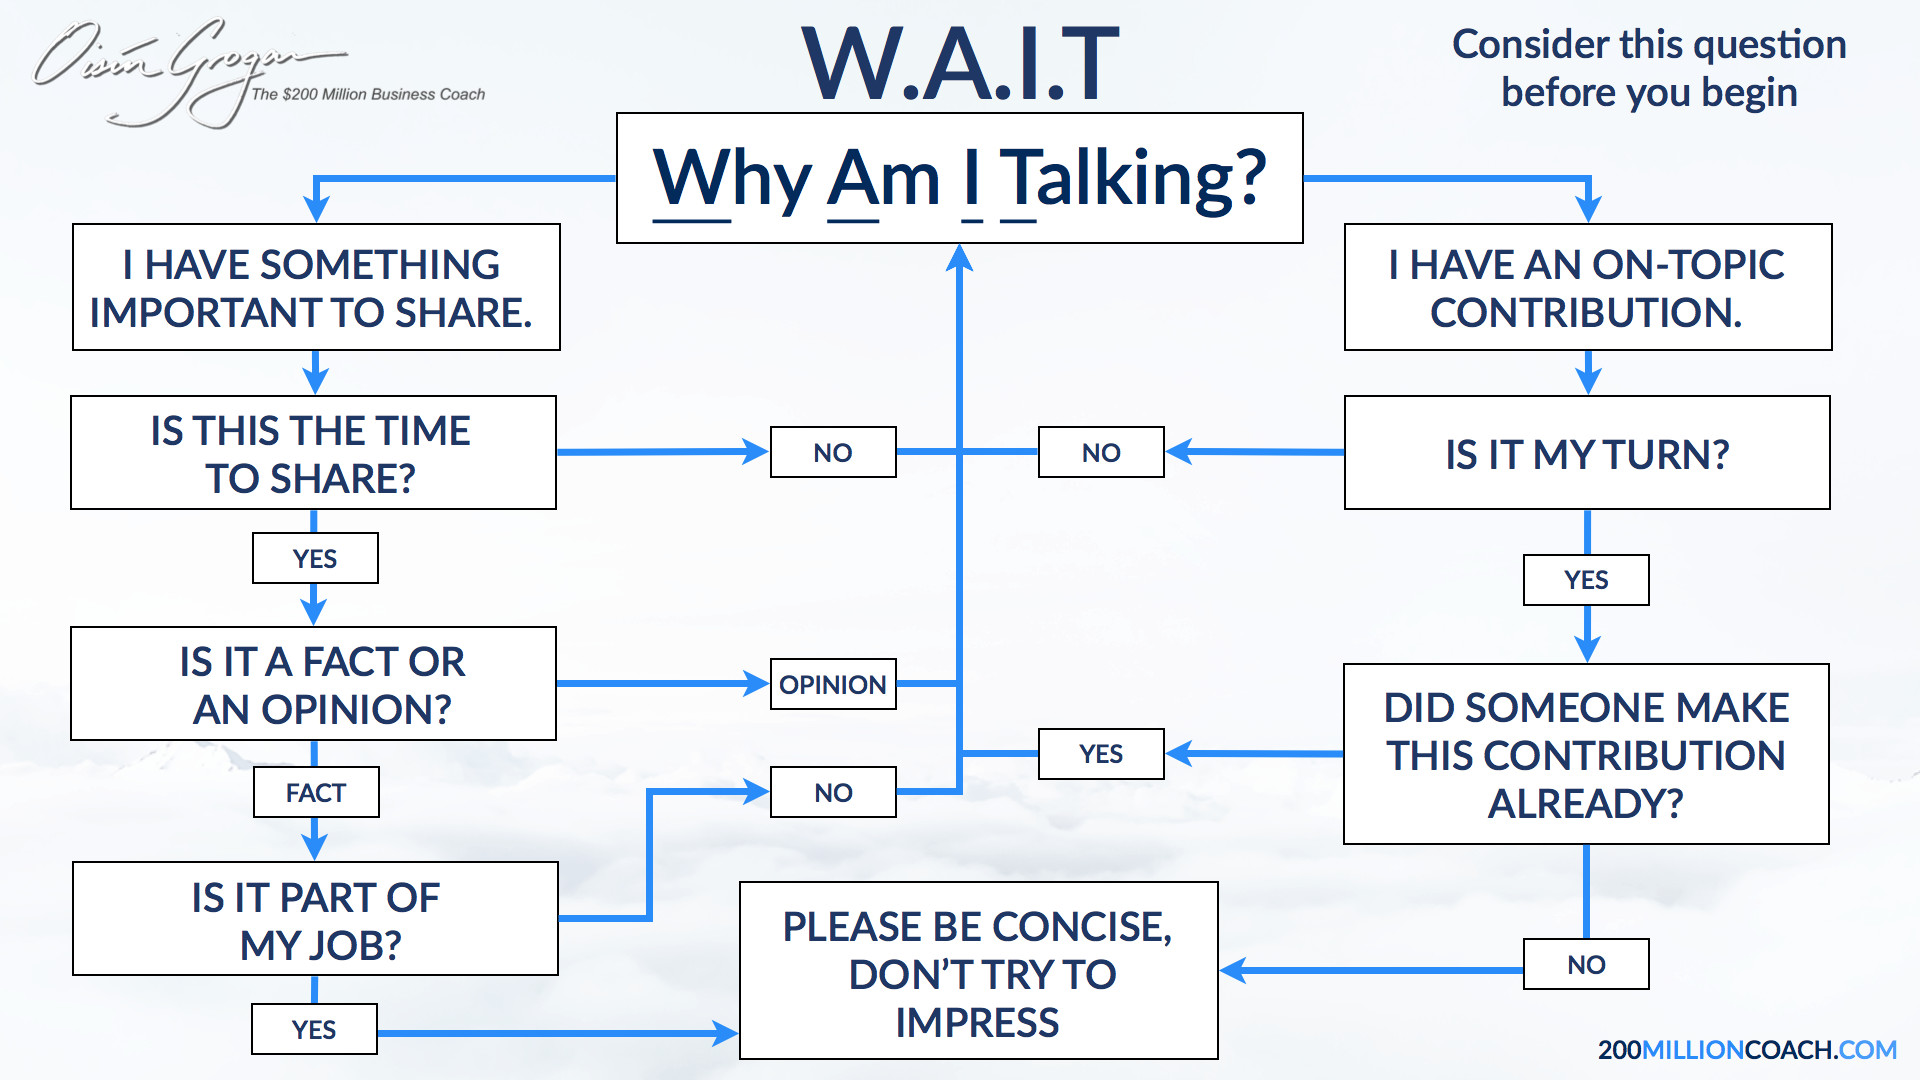 Oisín Grogan
The $200 Million Business Coach
W.A.I.T
Consider this question
before you begin
Why Am I Talking?
I HAVE SOMETHING
IMPORTANT TO SHARE.
I HAVE AN ON-TOPIC
CONTRIBUTION.
IS THIS THE TIME
TO SHARE?
NO
NO
IS IT MY TURN?
YES
YES
IS IT A FACT OR
AN OPINION?
OPINION
DID SOMEONE MAKE
THIS CONTRIBUTION
ALREADY?
YES
FACT
NO
IS IT PART OF
MY JOB?
PLEASE BE CONCISE,
DON’T TRY TO
IMPRESS
NO
YES
200MILLIONCOACH.COM